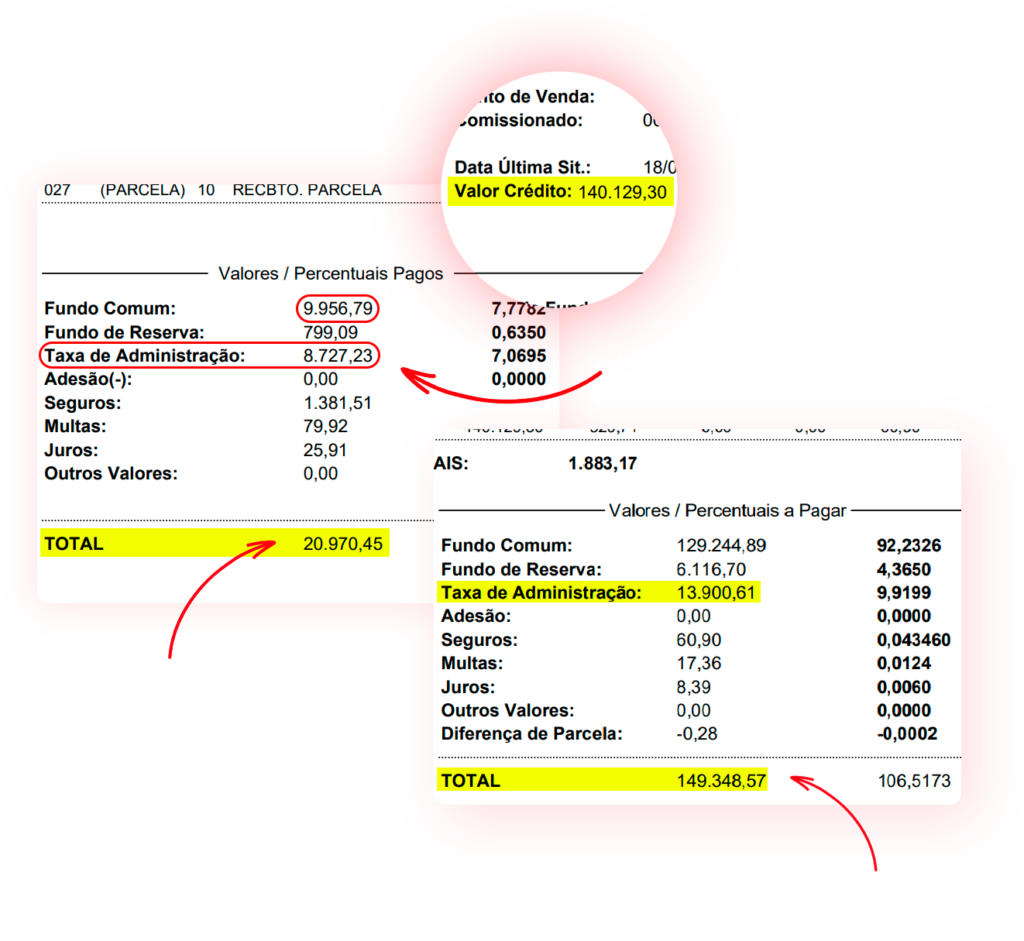 de Venda:
Comissionado:
Data Última Sit.: 18/0
Valor Crédito: 140.129,30
027 (PARCELA) 10 RECBTO. PARCELA
Valores / Percentuais Pagos
Fundo Comum: 9.956,79 7,7782
Fundo de Reserva: 799,09 0,6350
Taxa de Administração: 8.727,23 7,0695
Adesão(-): 0,00 0,0000
Seguros: 1.381,51
Multas: 79,92
Juros: 25,91
Outros Valores: 0,00
TOTAL 20.970,45
AIS: 1.883,17
Valores / Percentuais a Pagar
Fundo Comum: 129.244,89 92,2326
Fundo de Reserva: 6.116,70 4,3650
Taxa de Administração: 13.900,61 9,9199
Adesão: 0,00 0,0000
Seguros: 60,90 0,043460
Multas: 17,36 0,0124
Juros: 8,39 0,0060
Outros Valores: 0,00 0,0000
Diferença de Parcela: -0,28 -0,0002
TOTAL 149.348,57 106,5173